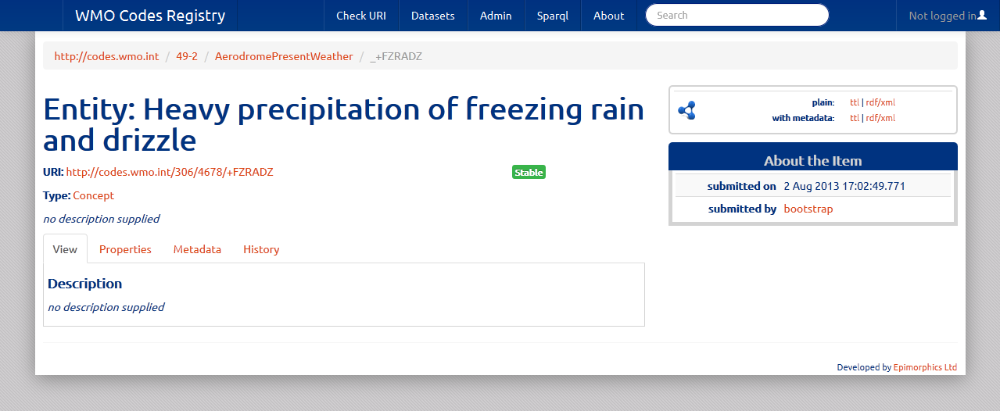 WMO Codes Registry Check URI Datasets Admin Sparql About Search Not logged in
http://codes.wmo.int / 49-2 / AerodromePresentWeather / _+FZRADZ
Entity: Heavy precipitation of freezing rain
and drizzle
URI: http://codes.wmo.int/306/4678/+FZRADZ Stable
Type: Concept
no description supplied
View Properties Metadata History
Description
no description supplied
plain: ttl | rdf/xml
with metadata: ttl | rdf/xml
About the Item
submitted on 2 Aug 2013 17:02:49.771
submitted by bootstrap
Developed by Epimorphics Ltd